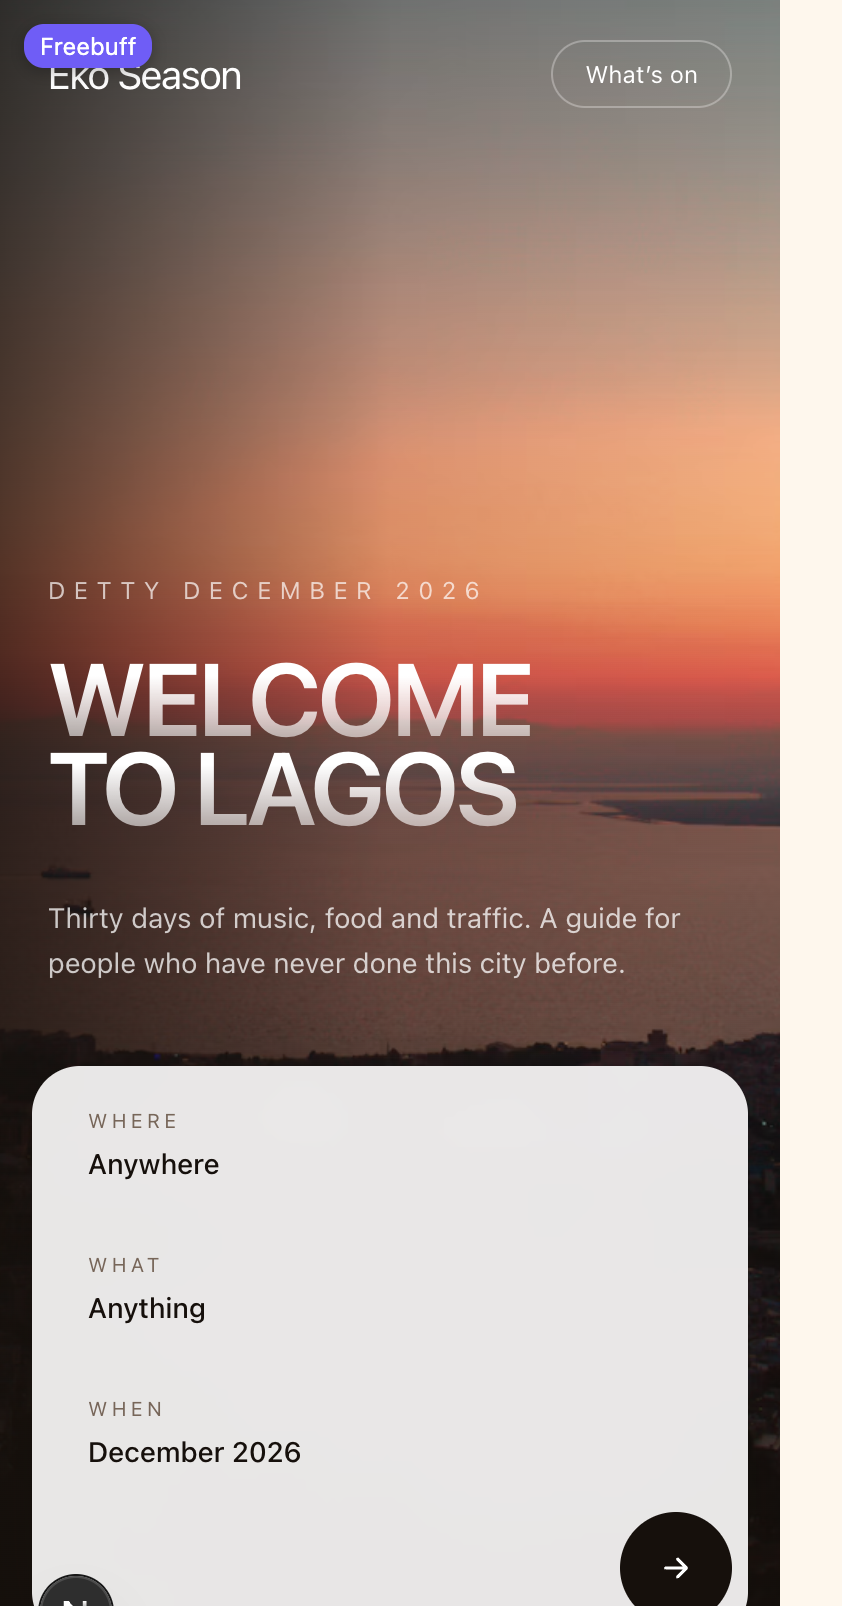 Freebuff
Eko Season
What’s on
DETTY DECEMBER 2026
WELCOME
TO LAGOS
Thirty days of music, food and traffic. A guide for
people who have never done this city before.
WHERE
Anywhere
WHAT
Anything
WHEN
December 2026